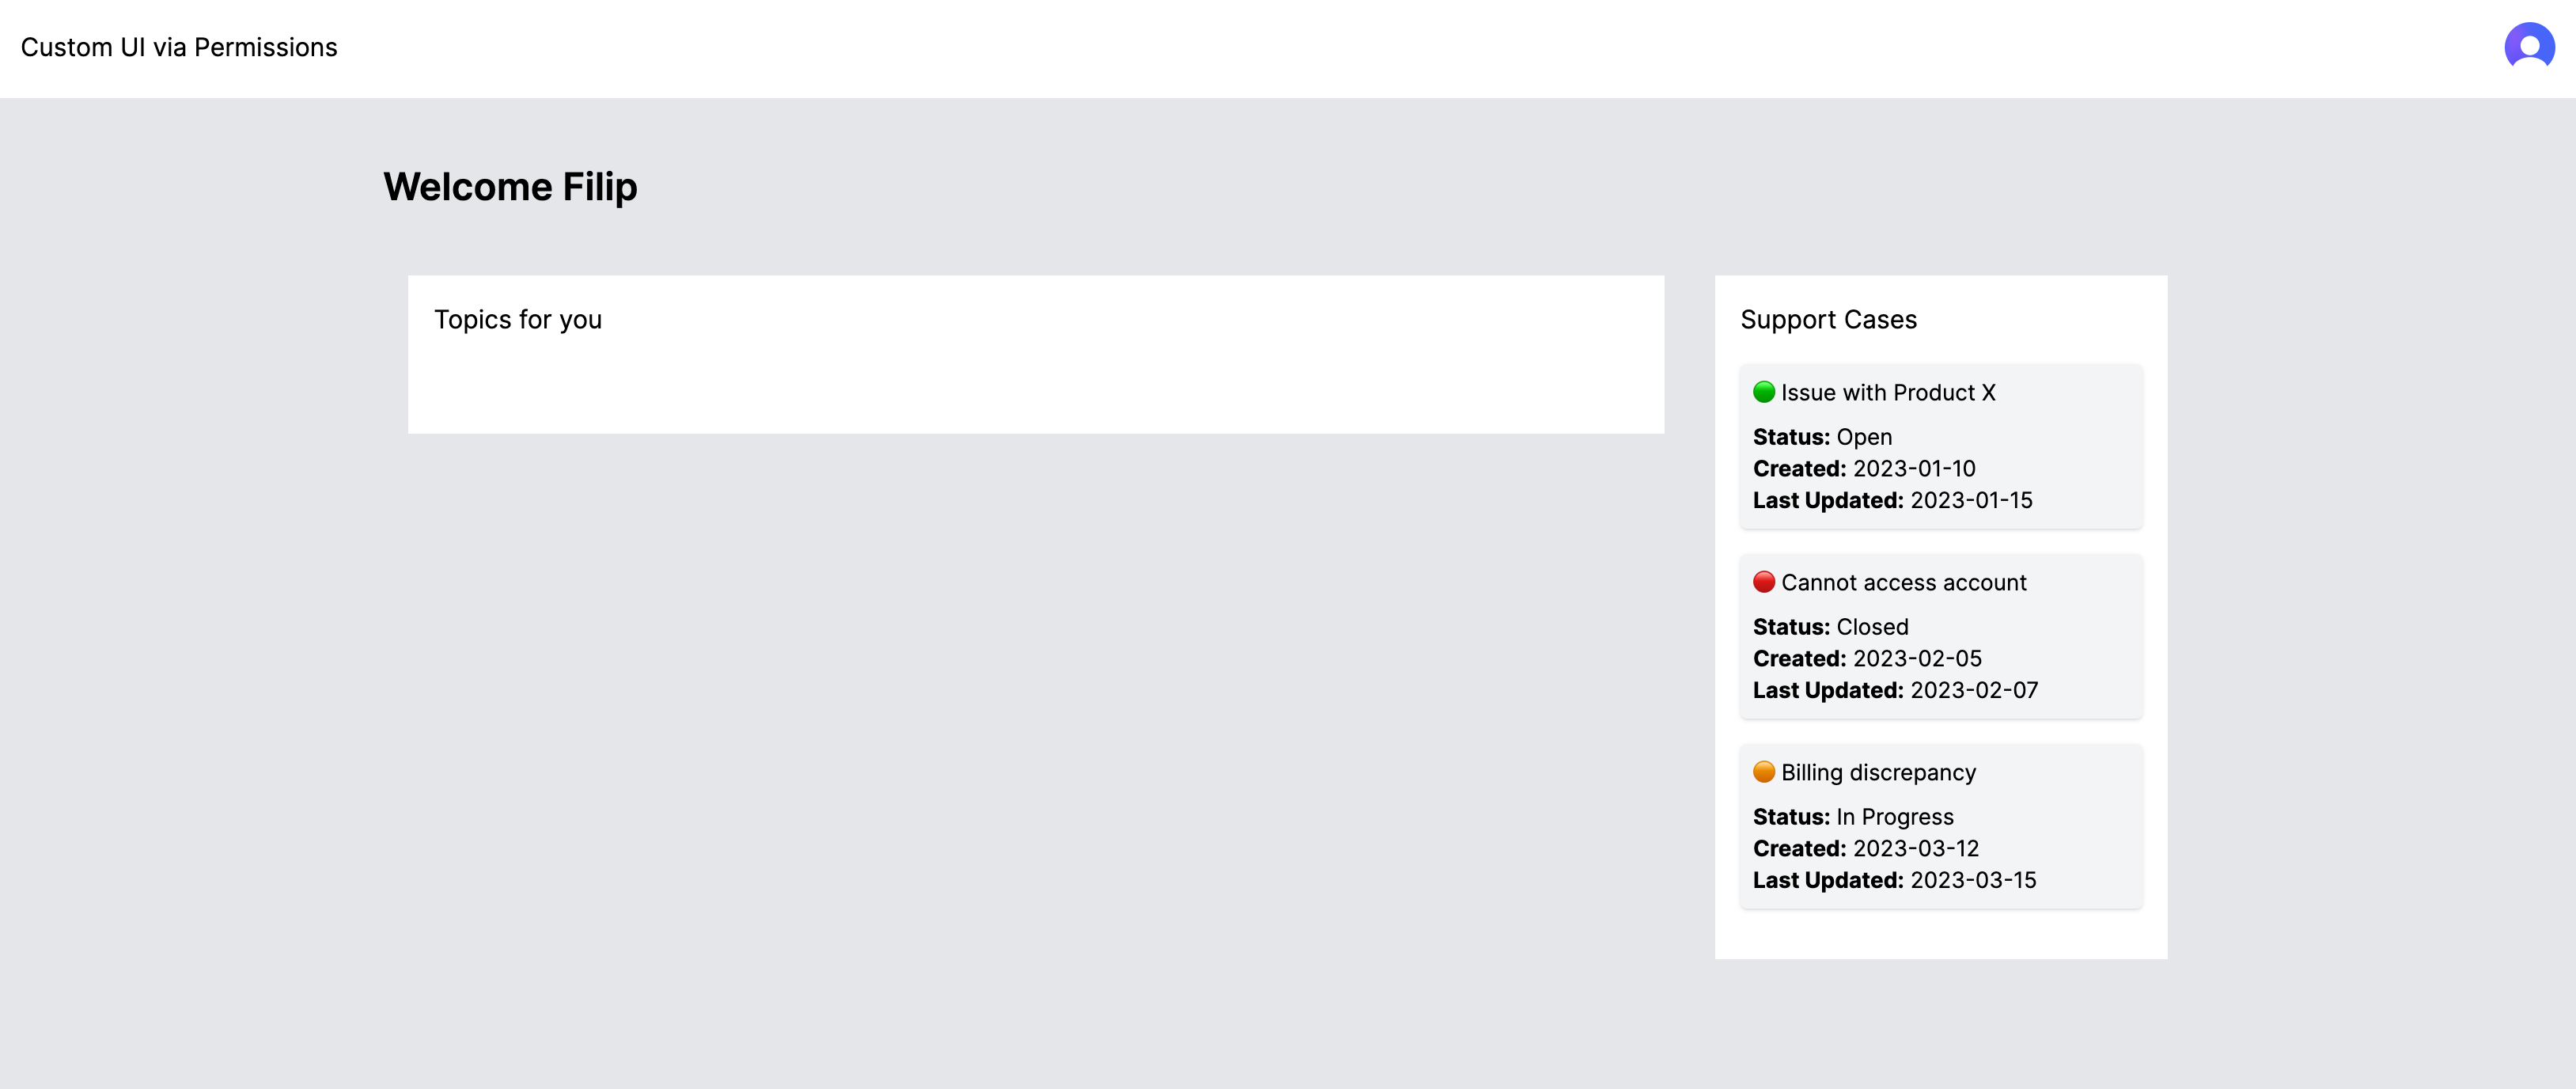 Custom UI via Permissions
Welcome Filip
Topics for you
Support Cases
Issue with Product X
Status: Open
Created: 2023-01-10
Last Updated: 2023-01-15
Cannot access account
Status: Closed
Created: 2023-02-05
Last Updated: 2023-02-07
Billing discrepancy
Status: In Progress
Created: 2023-03-12
Last Updated: 2023-03-15